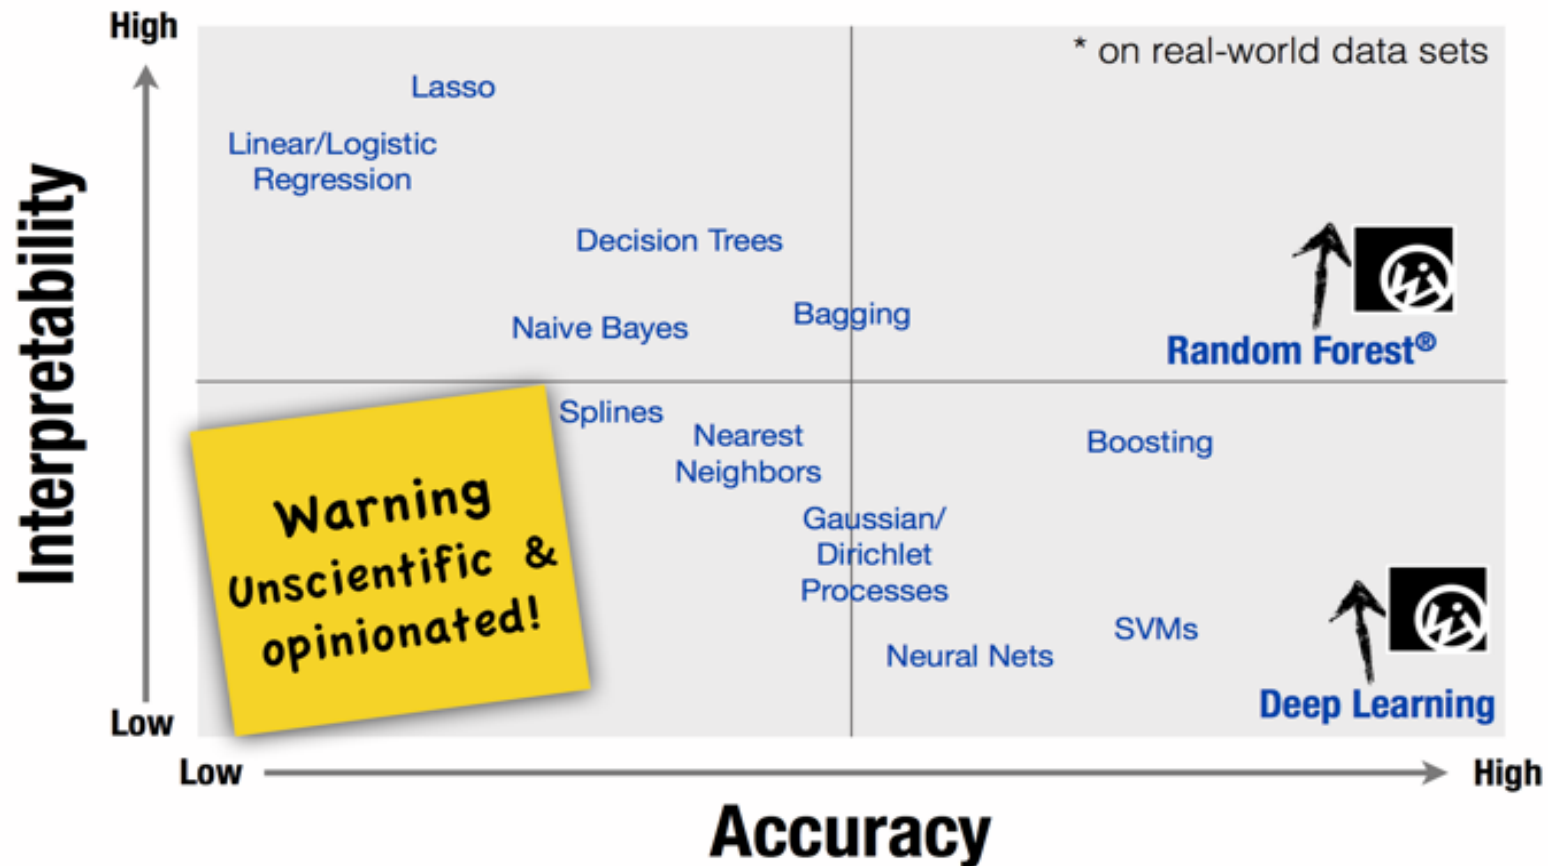 High
* on real-world data sets
Lasso
Linear/Logistic
Regression
Interpretability
Decision Trees
Naive Bayes
Bagging
Random Forest®
Splines
Nearest
Neighbors
Boosting
Warning
Unscientific &
opinionated!
Gaussian/
Dirichlet
Processes
SVMs
Neural Nets
Deep Learning
Low
Low
High
Accuracy